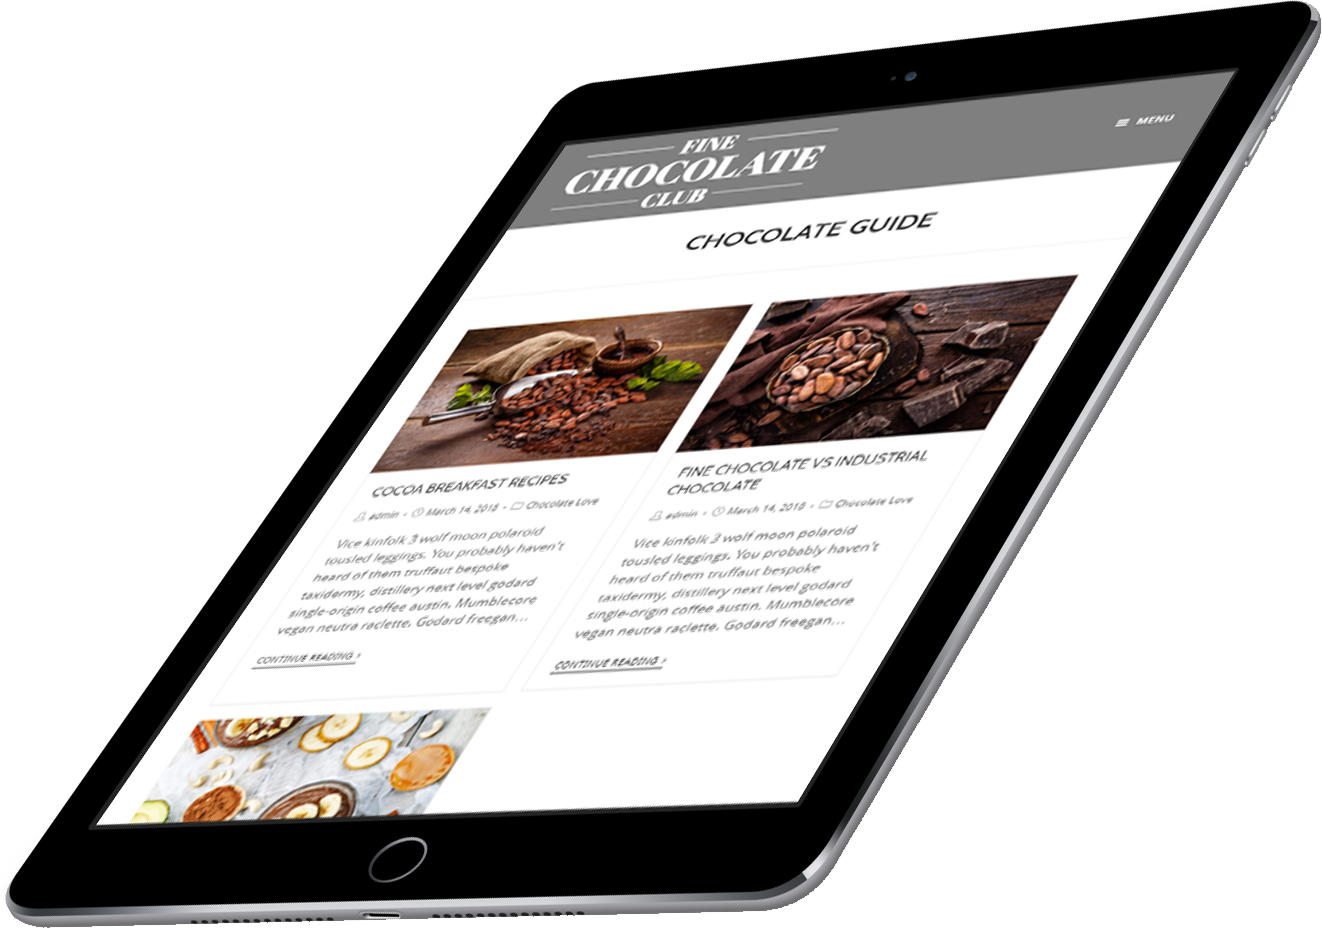 FINE
CHOCOLATE
CLUB
MENU
CHOCOLATE GUIDE
COCOA BREAKFAST RECIPES
admin • March 14, 2018 • Chocolate Love
Vice kinfolk 3 wolf moon polaroid
tousled leggings. You probably haven't
heard of them truffaut bespoke
taxidermy, distillery next level godard
single-origin coffee austin. Mumblecore
vegan neutra raclette. Godard freegan...
CONTINUE READING ›
FINE CHOCOLATE VS INDUSTRIAL
CHOCOLATE
admin • March 14, 2018 • Chocolate Love
Vice kinfolk 3 wolf moon polaroid
tousled leggings. You probably haven't
heard of them truffaut bespoke
taxidermy, distillery next level godard
single-origin coffee austin. Mumblecore
vegan neutra raclette. Godard freegan...
CONTINUE READING ›